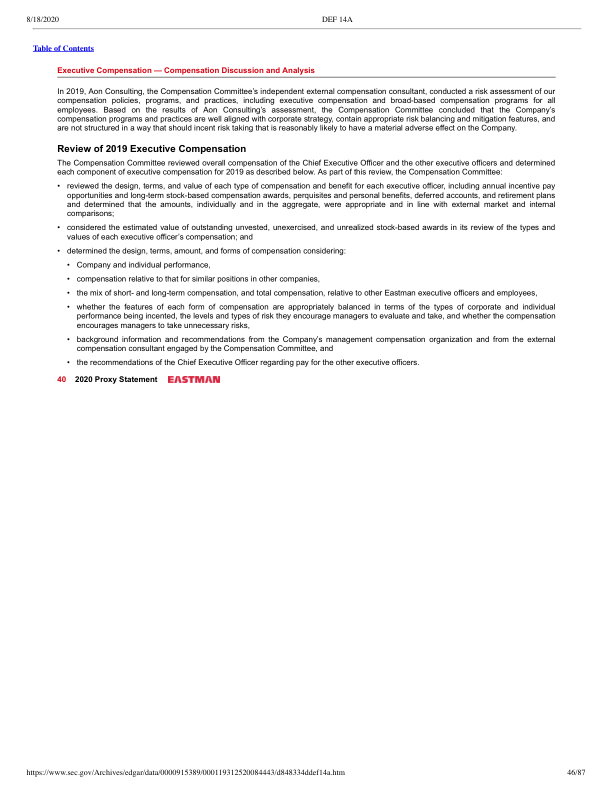 8/18/2020 DEF 14A
Table of Contents
Executive Compensation — Compensation Discussion and Analysis
In 2019, Aon Consulting, the Compensation Committee's independent external compensation consultant, conducted a risk assessment of our
compensation policies, programs, and practices, including executive compensation and broad-based compensation programs for all
employees. Based on the results of Aon Consulting's assessment, the Compensation Committee concluded that the Company's
compensation programs and practices are well aligned with corporate strategy, contain appropriate risk balancing and mitigation features, and
are not structured in a way that should incent risk taking that is reasonably likely to have a material adverse effect on the Company.
Review of 2019 Executive Compensation
The Compensation Committee reviewed overall compensation of the Chief Executive Officer and the other executive officers and determined
each component of executive compensation for 2019 as described below. As part of this review, the Compensation Committee:
• reviewed the design, terms, and value of each type of compensation and benefit for each executive officer, including annual incentive pay
opportunities and long-term stock-based compensation awards, perquisites and personal benefits, deferred accounts, and retirement plans
and determined that the amounts, individually and in the aggregate, were appropriate and in line with external market and internal
comparisons;
• considered the estimated value of outstanding unvested, unexercised, and unrealized stock-based awards in its review of the types and
values of each executive officer's compensation; and
• determined the design, terms, amount, and forms of compensation considering:
• Company and individual performance,
• compensation relative to that for similar positions in other companies,
• the mix of short- and long-term compensation, and total compensation, relative to other Eastman executive officers and employees,
• whether the features of each form of compensation are appropriately balanced in terms of the types of corporate and individual
performance being incented, the levels and types of risk they encourage managers to evaluate and take, and whether the compensation
encourages managers to take unnecessary risks,
• background information and recommendations from the Company's management compensation organization and from the external
compensation consultant engaged by the Compensation Committee, and
• the recommendations of the Chief Executive Officer regarding pay for the other executive officers.
40 2020 Proxy Statement EASTMAN
https://www.sec.gov/Archives/edgar/data/0000915389/000119312520084443/d848334ddef14a.htm 46/87